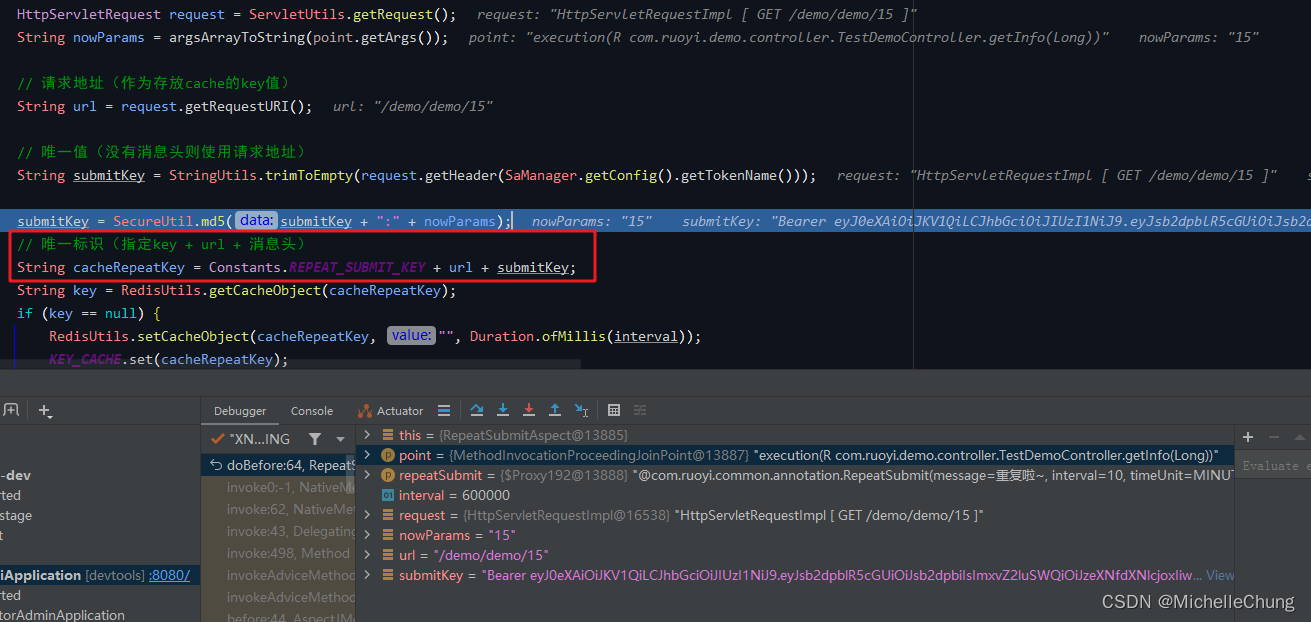 HttpServletRequest request = ServletUtils.getRequest(); request: "HttpServletRequestImpl [ GET /demo/demo/15 ]"
String nowParams = argsArrayToString(point.getArgs()); point: "execution(R com.ruoyi.demo.controller.TestDemoController.getInfo(Long))" nowParams: "15"
// 请求地址（作为存放cache的key值）
String url = request.getRequestURI(); url: "/demo/demo/15"
// 唯一值（没有消息头则使用请求地址）
String submitKey = StringUtils.trimToEmpty(request.getHeader(SaManager.getConfig().getTokenName())); request: "HttpServletRequestImpl [ GET /demo/demo/15 ]" s
submitKey = SecureUtil.md5( data: submitKey + ":" + nowParams); nowParams: "15" submitKey: "Bearer
// 唯一标识（指定key + url + 消息头）
String cacheRepeatKey = Constants.REPEAT_SUBMIT_KEY + url + submitKey;
String key = RedisUtils.getCacheObject(cacheRepeatKey);
if (key == null) {
RedisUtils.setCacheObject(cacheRepeatKey, value: "", Duration.ofMillis(interval));
KEY_CACHE.set(cacheRepeatKey);
Debugger Console Actuator
"XN...ING
this = {RepeatSubmitAspect@13885}
point = {MethodInvocationProceedingJoinPoint@13887} "execution(R com.ruoyi.demo.controller.TestDemoController.getInfo(Long))"
doBefore:64, RepeatS
repeatSubmit = {$Proxy192@13888} "@com.ruoyi.common.annotation.RepeatSubmit(message=重复啦~, interval=10, timeUnit=MINUT
Evaluate e
-dev
invoke0:-1, NativeMe
interval = 600000
rted
invoke:62, NativeMet
request = {HttpServletRequestImpl@16538} "HttpServletRequestImpl [ GET /demo/demo/15 ]"
stage
invoke:43, Delegating
nowParams = "15"
t
invoke:498, Method
url = "/demo/demo/15"
iApplication [devtools] :8080/
invokeAdviceMethod
submitKey = "Bearer ... View
rted
invokeAdviceMethod
torAdminApplication
before:44, AspectJMe
CSDN @MichelleChung